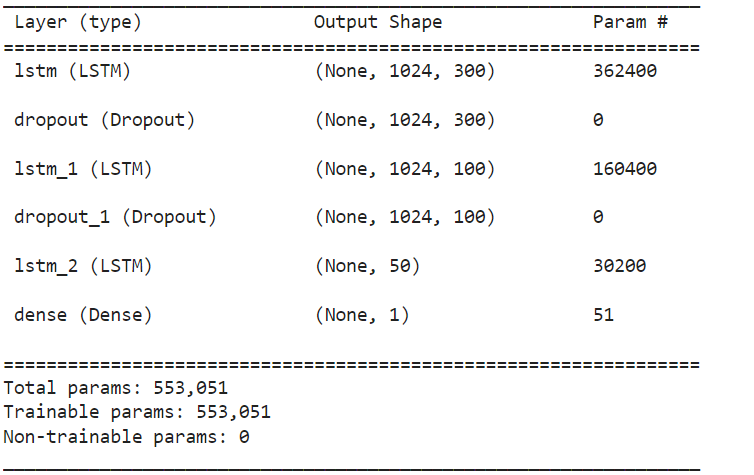 Layer (type) Output Shape Param #
=================================================================
lstm (LSTM) (None, 1024, 300) 362400
dropout (Dropout) (None, 1024, 300) 0
lstm_1 (LSTM) (None, 1024, 100) 160400
dropout_1 (Dropout) (None, 1024, 100) 0
lstm_2 (LSTM) (None, 50) 30200
dense (Dense) (None, 1) 51
=================================================================
Total params: 553,051
Trainable params: 553,051
Non-trainable params: 0